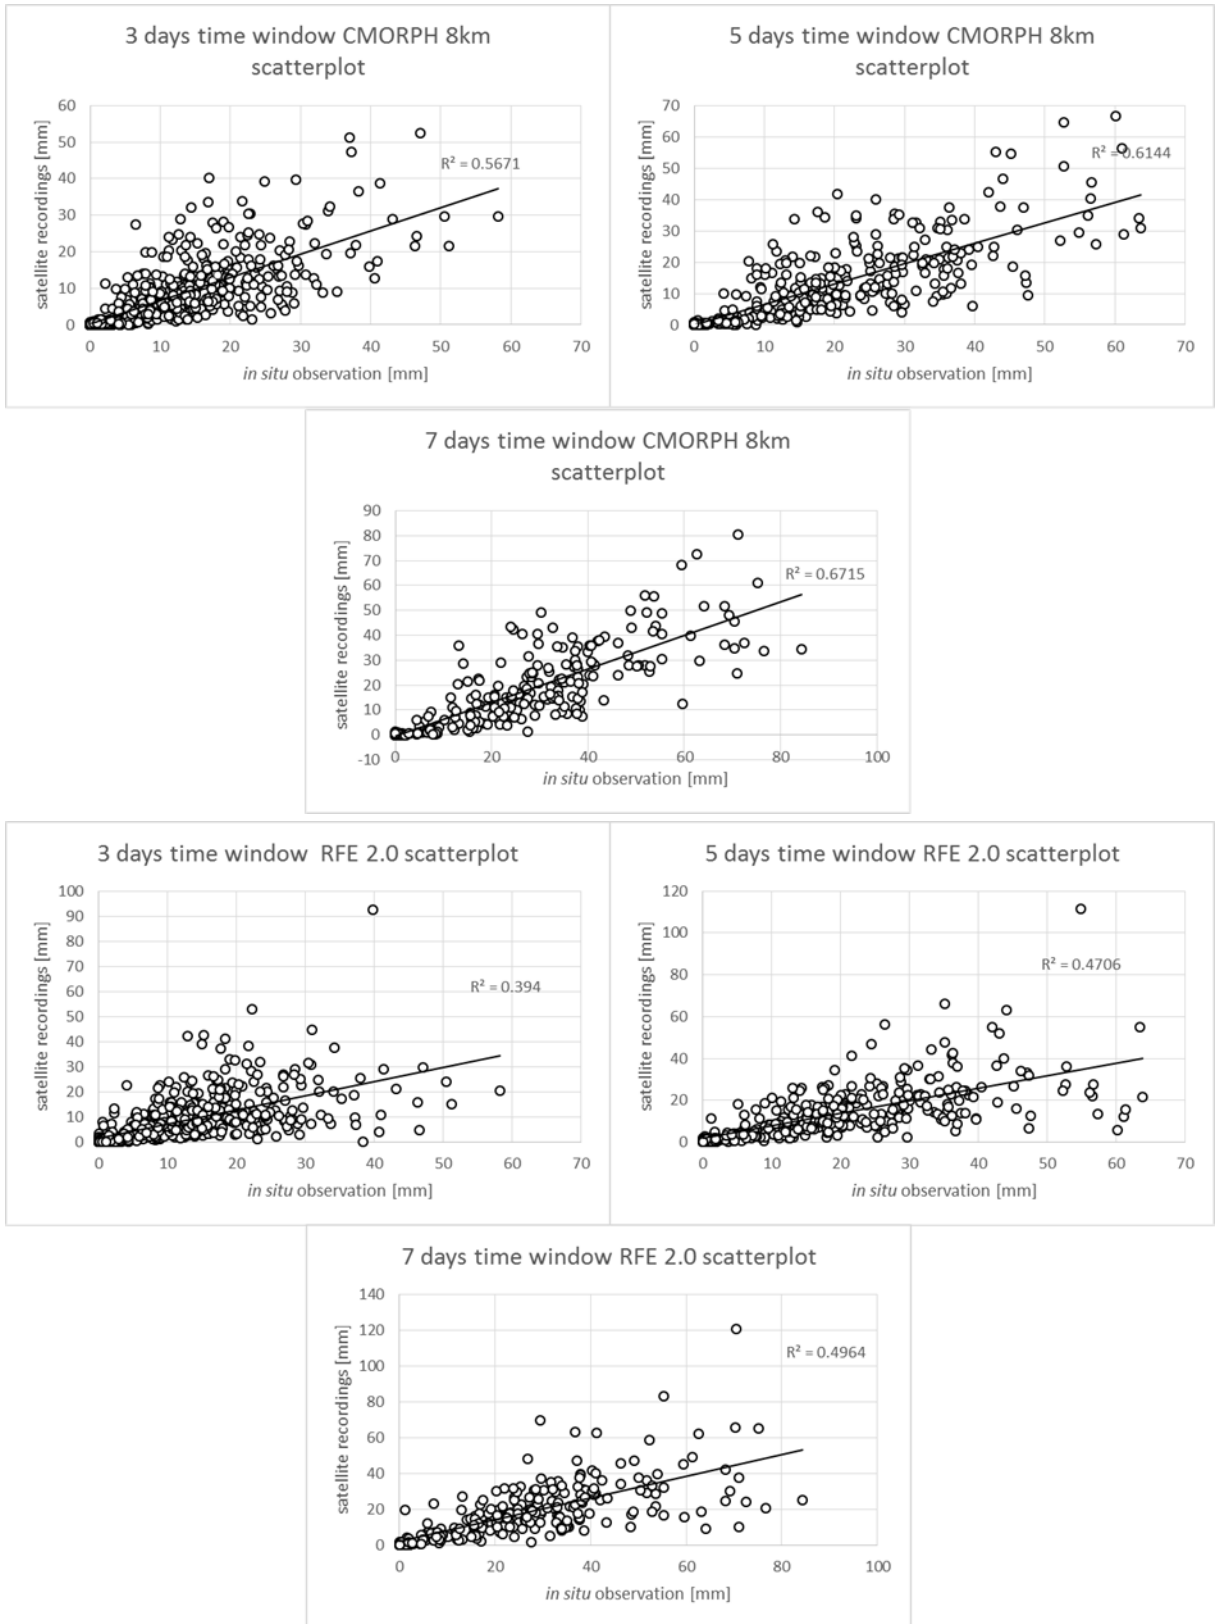 3 days time window CMORPH 8km
scatterplot
60
50
40
30
20
10
0
satellite recordings [mm]
R² = 0.5671
0 10 20 30 40 50 60 70
in situ observation [mm]
5 days time window CMORPH 8km
scatterplot
70
60
50
40
30
20
10
0
satellite recordings [mm]
R² = 0.6144
0 10 20 30 40 50 60 70
in situ observation [mm]
7 days time window CMORPH 8km
scatterplot
90
80
70
60
50
40
30
20
10
0
-10
satellite recordings [mm]
R² = 0.6715
0 20 40 60 80 100
in situ observation [mm]
3 days time window RFE 2.0 scatterplot
100
90
80
70
60
50
40
30
20
10
0
satellite recordings [mm]
R² = 0.394
0 10 20 30 40 50 60 70
in situ observation [mm]
5 days time window RFE 2.0 scatterplot
120
100
80
60
40
20
0
satellite recordings [mm]
R² = 0.4706
0 10 20 30 40 50 60 70
in situ observation [mm]
7 days time window RFE 2.0 scatterplot
140
120
100
80
60
40
20
0
satellite recordings [mm]
R² = 0.4964
0 20 40 60 80 100
in situ observation [mm]